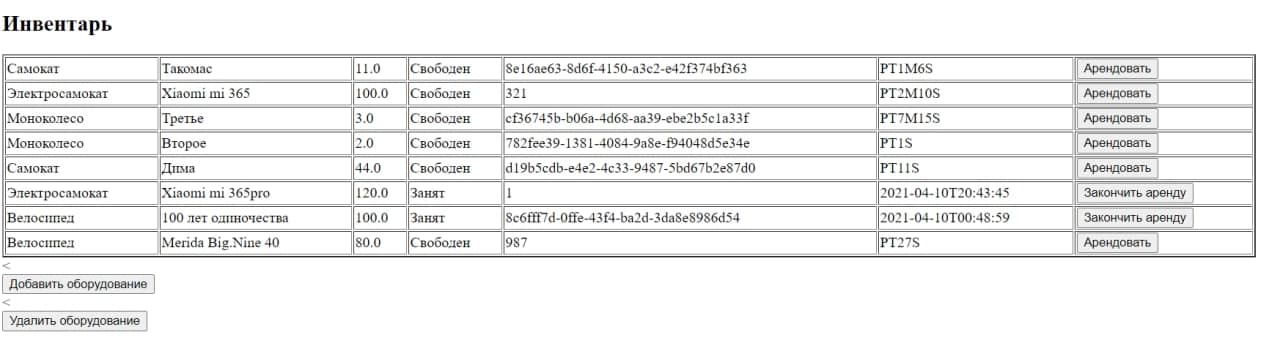 Инвентарь
Самокат Такомас 11.0 Свободен 8e16ae63-8d6f-4150-a3c2-e42f374bf363 PT1M6S Арендовать
Электросамокат Xiaomi mi 365 100.0 Свободен 321 PT2M10S Арендовать
Моноколесо Третье 3.0 Свободен cf36745b-b06a-4d68-aa39-ebe2b5c1a33f PT7M15S Арендовать
Моноколесо Второе 2.0 Свободен 782fee39-1381-4084-9a8e-f94048d5e34e PT1S Арендовать
Самокат Дима 44.0 Свободен d19b5cdb-e4e2-4c33-9487-5bd67b2e87d0 PT11S Арендовать
Электросамокат Xiaomi mi 365pro 120.0 Занят 1 2021-04-10T20:43:45 Закончить аренду
Велосипед 100 лет одиночества 100.0 Занят 8c6fff7d-0ffe-43f4-ba2d-3da8e8986d54 2021-04-10T00:48:59 Закончить аренду
Велосипед Merida Big.Nine 40 80.0 Свободен 987 PT27S Арендовать
<
Добавить оборудование
<
Удалить оборудование